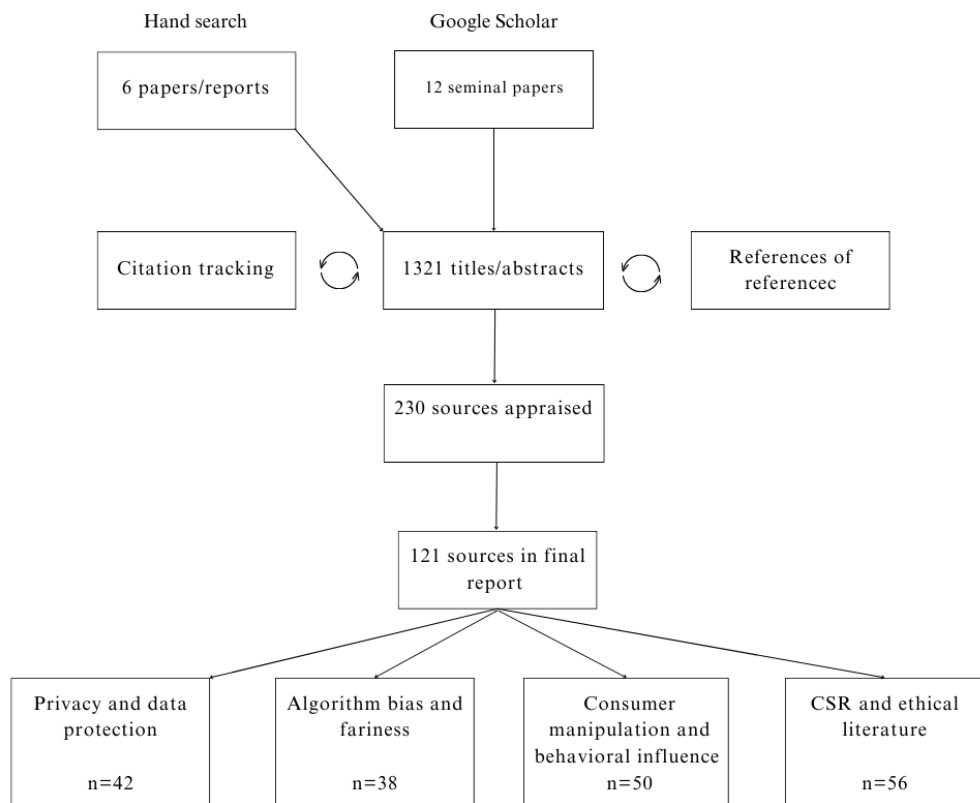 Hand search
Google Scholar
6 papers/reports
12 seminal papers
Citation tracking
1321 titles/abstracts
References of
referencec
230 sources appraised
121 sources in final
report
Privacy and data
protection
n=42
Algorithm bias and
fariness
n=38
Consumer
manipulation and
behavioral influence
n=50
CSR and ethical
literature
n=56